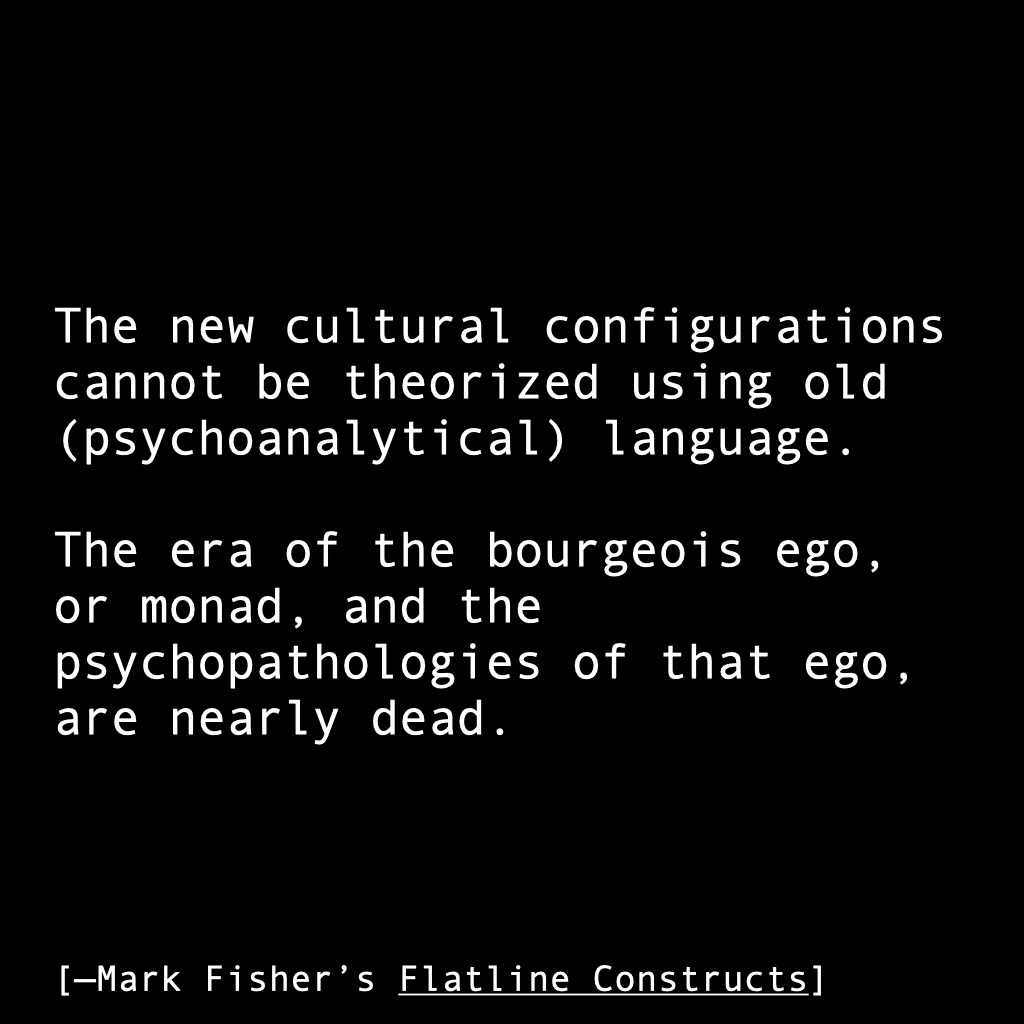 The new cultural configurations
cannot be theorized using old
(psychoanalytical) language.
The era of the bourgeois ego,
or monad, and the
psychopathologies of that ego,
are nearly dead.
[—Mark Fisher’s Flatline Constructs]